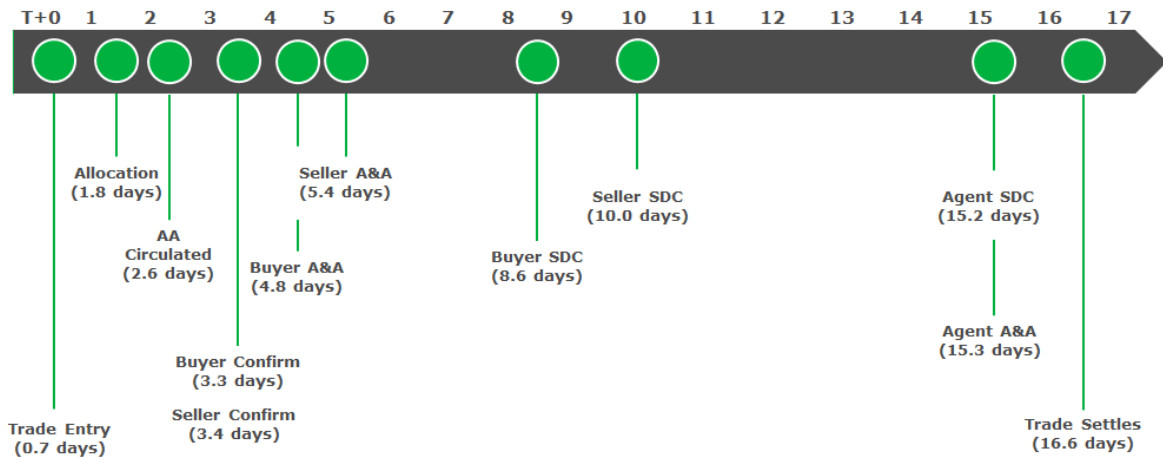 T+0 1 2 3 4 5 6 7 8 9 10 11 12 13 14 15 16 17
Allocation
(1.8 days)
Seller A&A
(5.4 days)
Seller SDC
(10.0 days)
Agent SDC
(15.2 days)
AA
Circulated
(2.6 days)
Buyer A&A
(4.8 days)
Buyer SDC
(8.6 days)
Agent A&A
(15.3 days)
Buyer Confirm
(3.3 days)
Seller Confirm
(3.4 days)
Trade Entry
(0.7 days)
Trade Settles
(16.6 days)